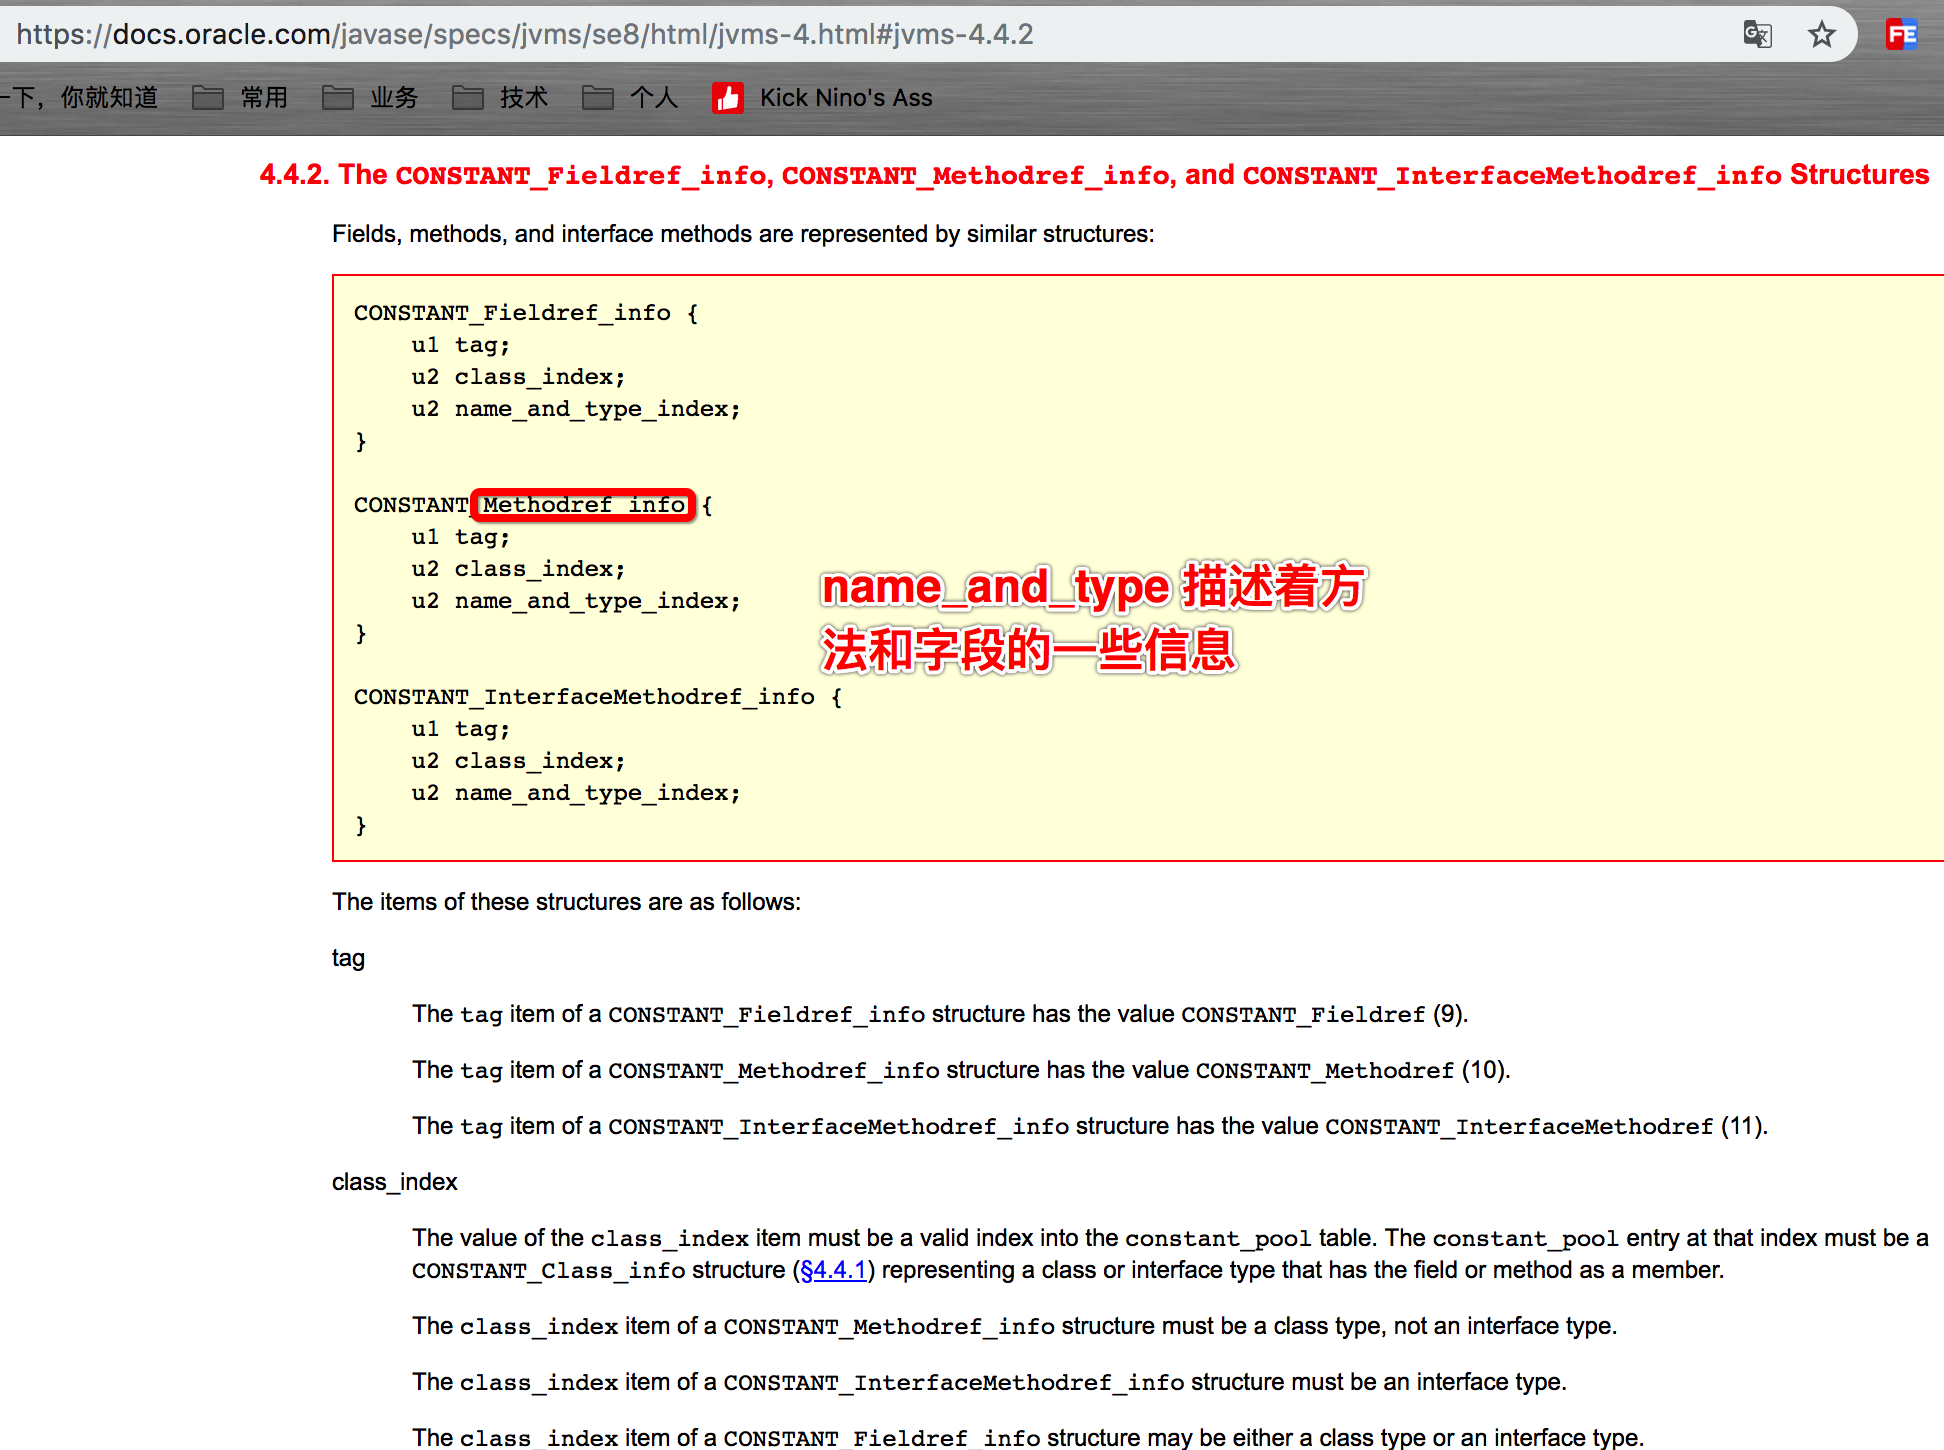 https://docs.oracle.com/javase/specs/jvms/se8/html/jvms-4.html#jvms-4.4.2
一下，你就知道 常用 业务 技术 个人 Kick Nino's Ass
4.4.2. The CONSTANT_Fieldref_info, CONSTANT_Methodref_info, and CONSTANT_InterfaceMethodref_info Structures
Fields, methods, and interface methods are represented by similar structures:
CONSTANT_Fieldref_info {
    u1 tag;
    u2 class_index;
    u2 name_and_type_index;
}
CONSTANT_Methodref_info {
    u1 tag;
    u2 class_index;
    u2 name_and_type_index;
}
name_and_type 描述着方
法和字段的一些信息
CONSTANT_InterfaceMethodref_info {
    u1 tag;
    u2 class_index;
    u2 name_and_type_index;
}
The items of these structures are as follows:
tag
The tag item of a CONSTANT_Fieldref_info structure has the value CONSTANT_Fieldref (9).
The tag item of a CONSTANT_Methodref_info structure has the value CONSTANT_Methodref (10).
The tag item of a CONSTANT_InterfaceMethodref_info structure has the value CONSTANT_InterfaceMethodref (11).
class_index
The value of the class_index item must be a valid index into the constant_pool table. The constant_pool entry at that index must be a
CONSTANT_Class_info structure (§4.4.1) representing a class or interface type that has the field or method as a member.
The class_index item of a CONSTANT_Methodref_info structure must be a class type, not an interface type.
The class_index item of a CONSTANT_InterfaceMethodref_info structure must be an interface type.
The class_index item of a CONSTANT_Fieldref_info structure may be either a class type or an interface type.
FE